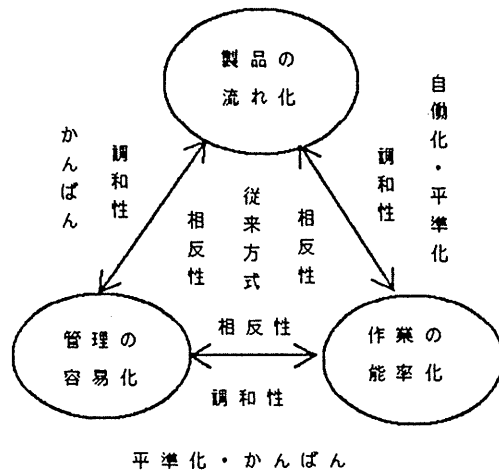 製品の
流れ化
自働化・平準化
調和性
相反性
従来方式
相反性
調和性
かんばん
管理の
容易化
相反性
調和性
作業の
能率化
平準化・かんばん